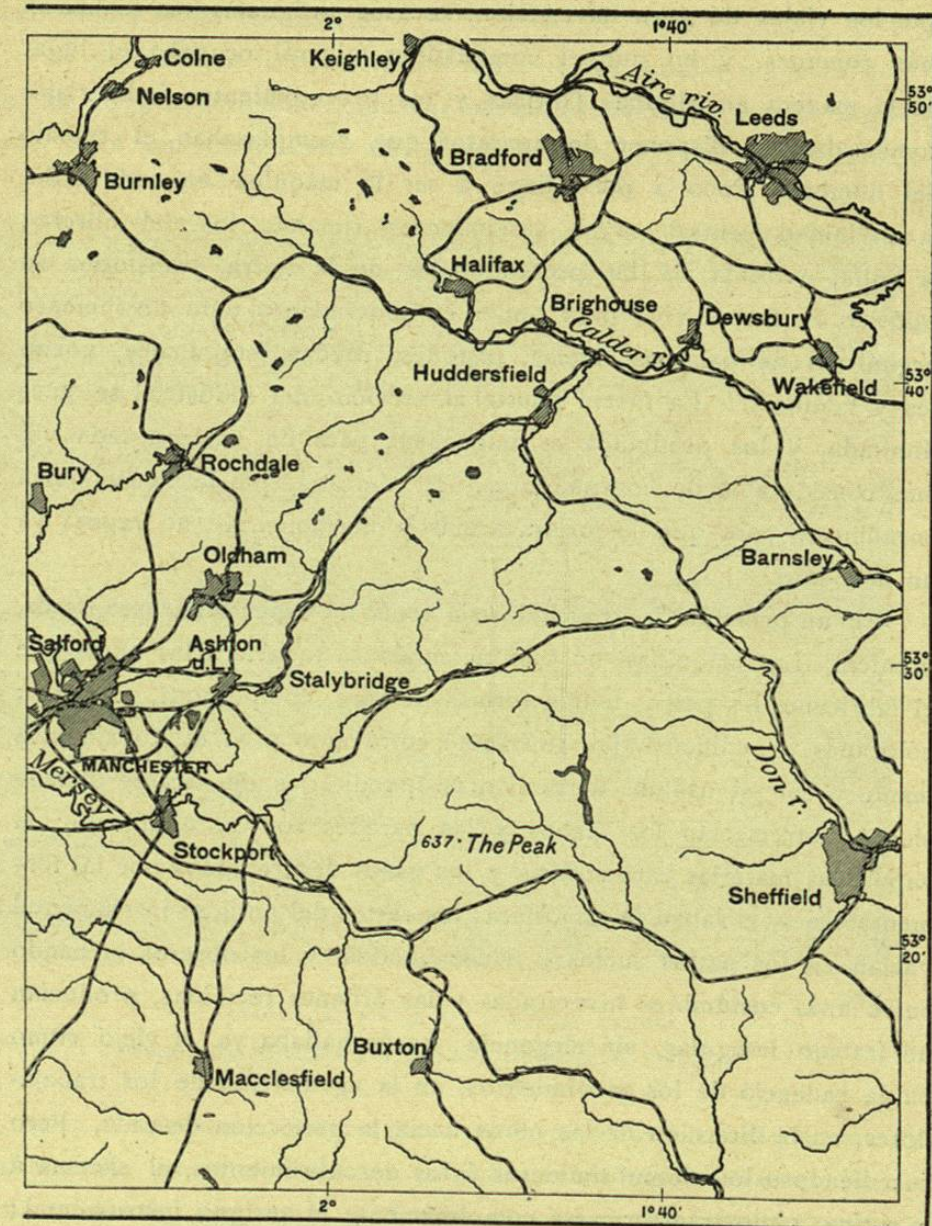 2°
1°40'
Colne
Keighley
Nelson
Aire riv.
53°
50'
Leeds
Bradford
Burnley
Halifax
Brighouse
Dewsbury
Calder r.
Huddersfield
Wakefield
53°
40'
Bury
Rochdale
Oldham
Barnsley
Salford
Ashton
u.L.
Stalybridge
53°
30'
MANCHESTER
Mersey
Don r.
Stockport
637· The Peak
Sheffield
53°
20'
Buxton
Macclesfield
2°
1°40'